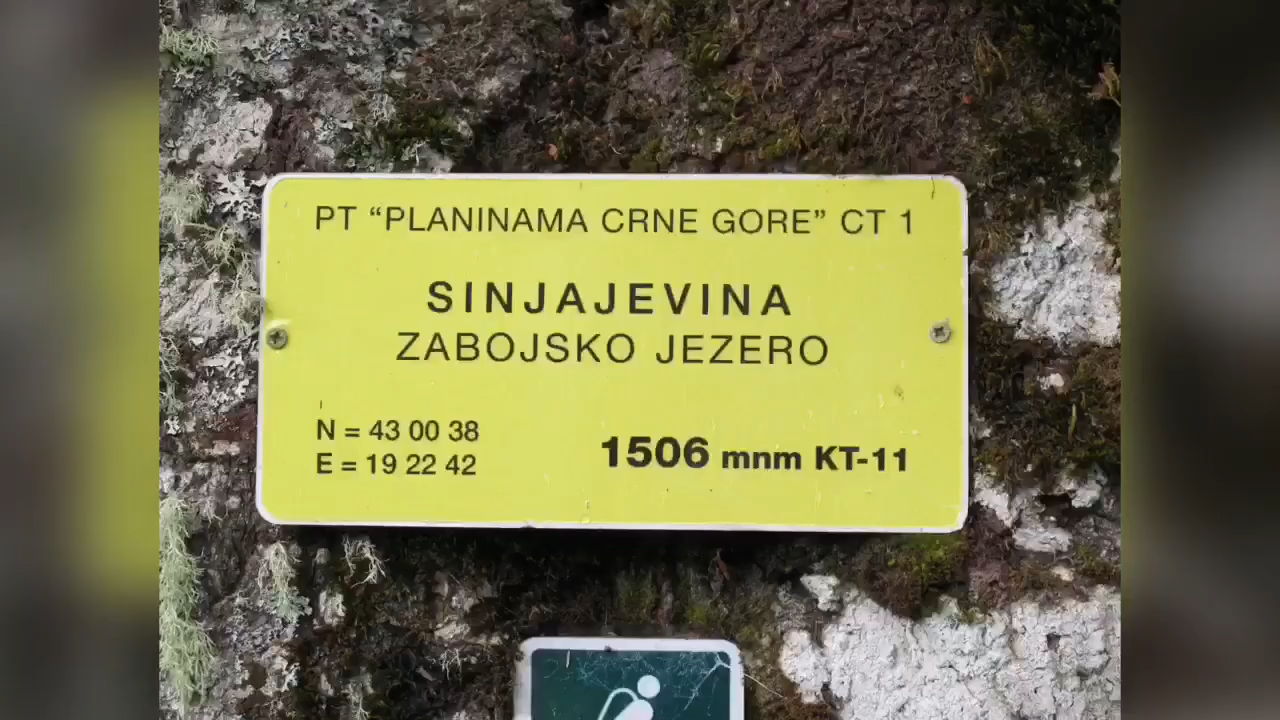 PT “PLANINAMA CRNE GORE” CT 1
SINJAJEVINA
ZABOJSKO JEZERO
N = 43 00 38
E = 19 22 42
1506 mnm KT-11